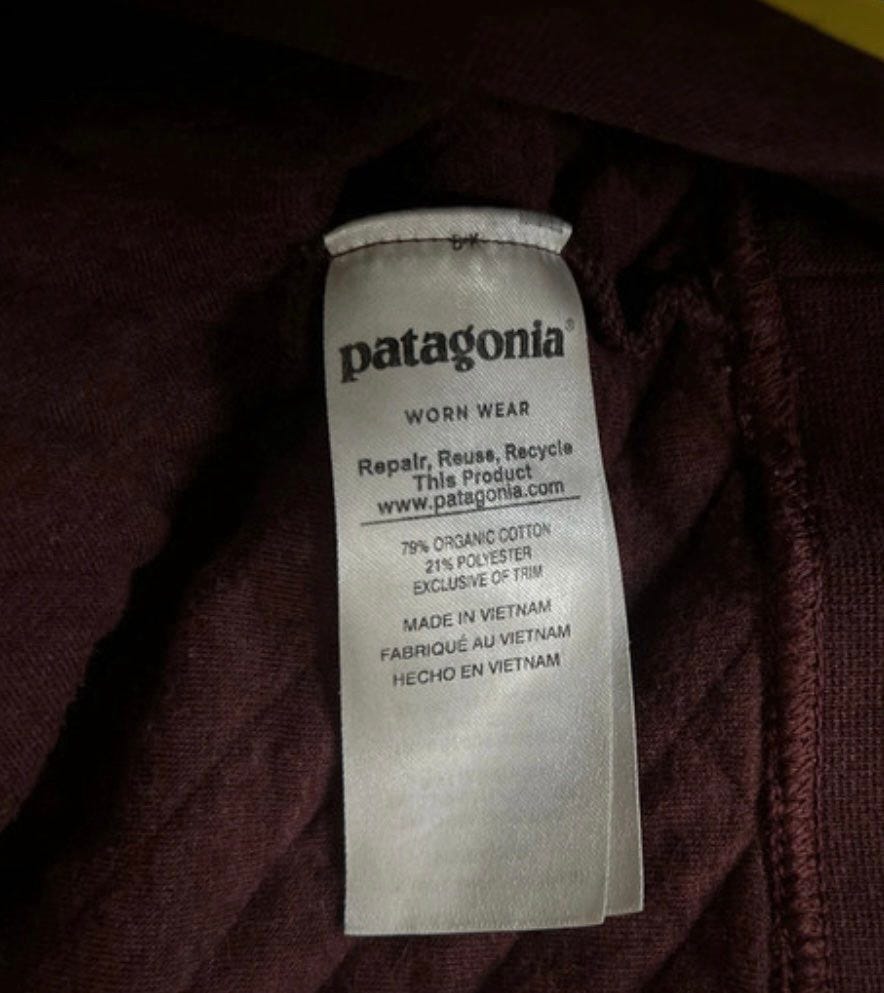 patagonia®
WORN WEAR
Repair, Reuse, Recycle
This Product
www.patagonia.com
79% ORGANIC COTTON
21% POLYESTER
EXCLUSIVE OF TRIM
MADE IN VIETNAM
FABRIQUÉ AU VIETNAM
HECHO EN VIETNAM